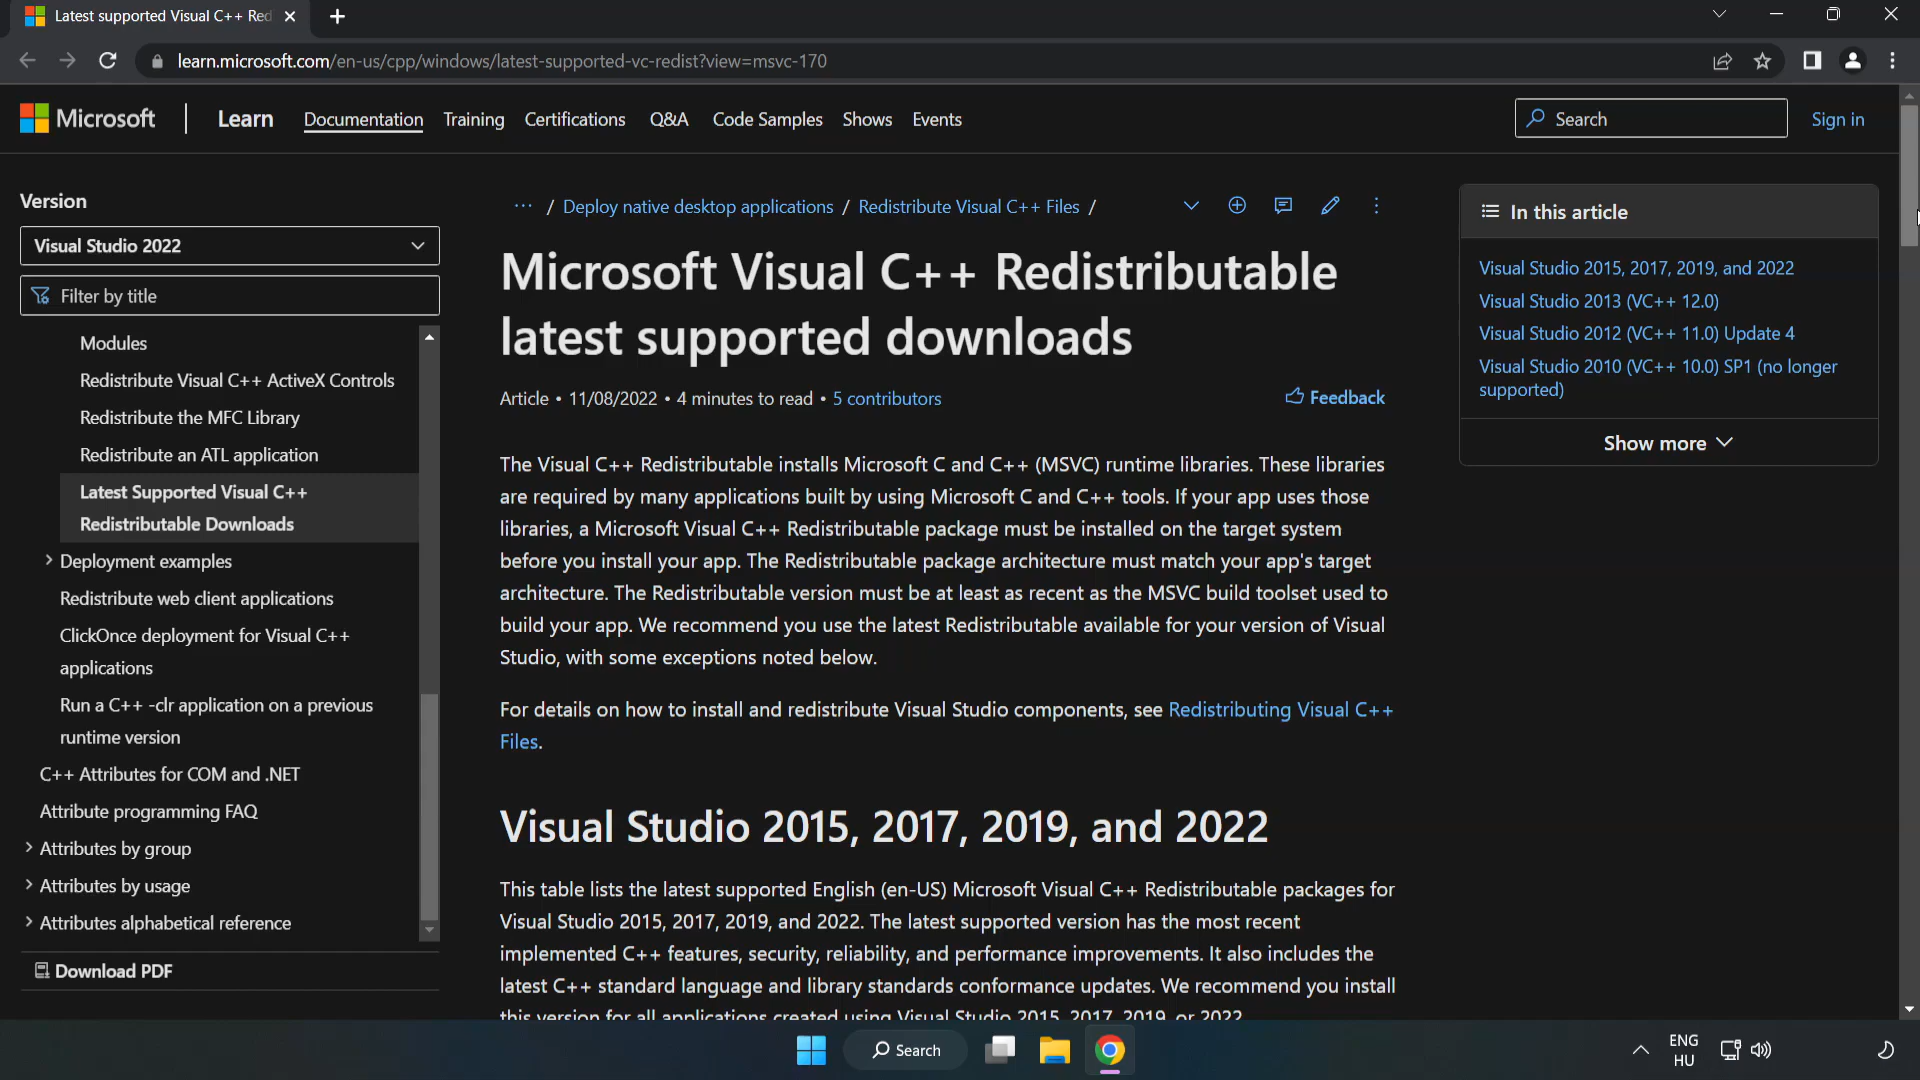 Latest supported Visual C++ Red
learn.microsoft.com/en-us/cpp/windows/latest-supported-vc-redist?view=msvc-170
Microsoft
Learn
Documentation
Training
Certifications
Q&A
Code Samples
Shows
Events
Search
Sign in
Version
Visual Studio 2022
Filter by title
Modules
Redistribute Visual C++ ActiveX Controls
Redistribute the MFC Library
Redistribute an ATL application
Latest Supported Visual C++
Redistributable Downloads
Deployment examples
Redistribute web client applications
ClickOnce deployment for Visual C++
applications
Run a C++ -clr application on a previous
runtime version
C++ Attributes for COM and .NET
Attribute programming FAQ
Attributes by group
Attributes by usage
Attributes alphabetical reference
Download PDF
··· / Deploy native desktop applications / Redistribute Visual C++ Files /
Microsoft Visual C++ Redistributable
latest supported downloads
Article • 11/08/2022 • 4 minutes to read • 5 contributors
Feedback
The Visual C++ Redistributable installs Microsoft C and C++ (MSVC) runtime libraries. These libraries
are required by many applications built by using Microsoft C and C++ tools. If your app uses those
libraries, a Microsoft Visual C++ Redistributable package must be installed on the target system
before you install your app. The Redistributable package architecture must match your app's target
architecture. The Redistributable version must be at least as recent as the MSVC build toolset used to
build your app. We recommend you use the latest Redistributable available for your version of Visual
Studio, with some exceptions noted below.
For details on how to install and redistribute Visual Studio components, see Redistributing Visual C++
Files.
Visual Studio 2015, 2017, 2019, and 2022
This table lists the latest supported English (en-US) Microsoft Visual C++ Redistributable packages for
Visual Studio 2015, 2017, 2019, and 2022. The latest supported version has the most recent
implemented C++ features, security, reliability, and performance improvements. It also includes the
latest C++ standard language and library standards conformance updates. We recommend you install
this version for all applications created using Visual Studio 2015, 2017, 2019, or 2022.
In this article
Visual Studio 2015, 2017, 2019, and 2022
Visual Studio 2013 (VC++ 12.0)
Visual Studio 2012 (VC++ 11.0) Update 4
Visual Studio 2010 (VC++ 10.0) SP1 (no longer
supported)
Show more
Search
ENG
HU